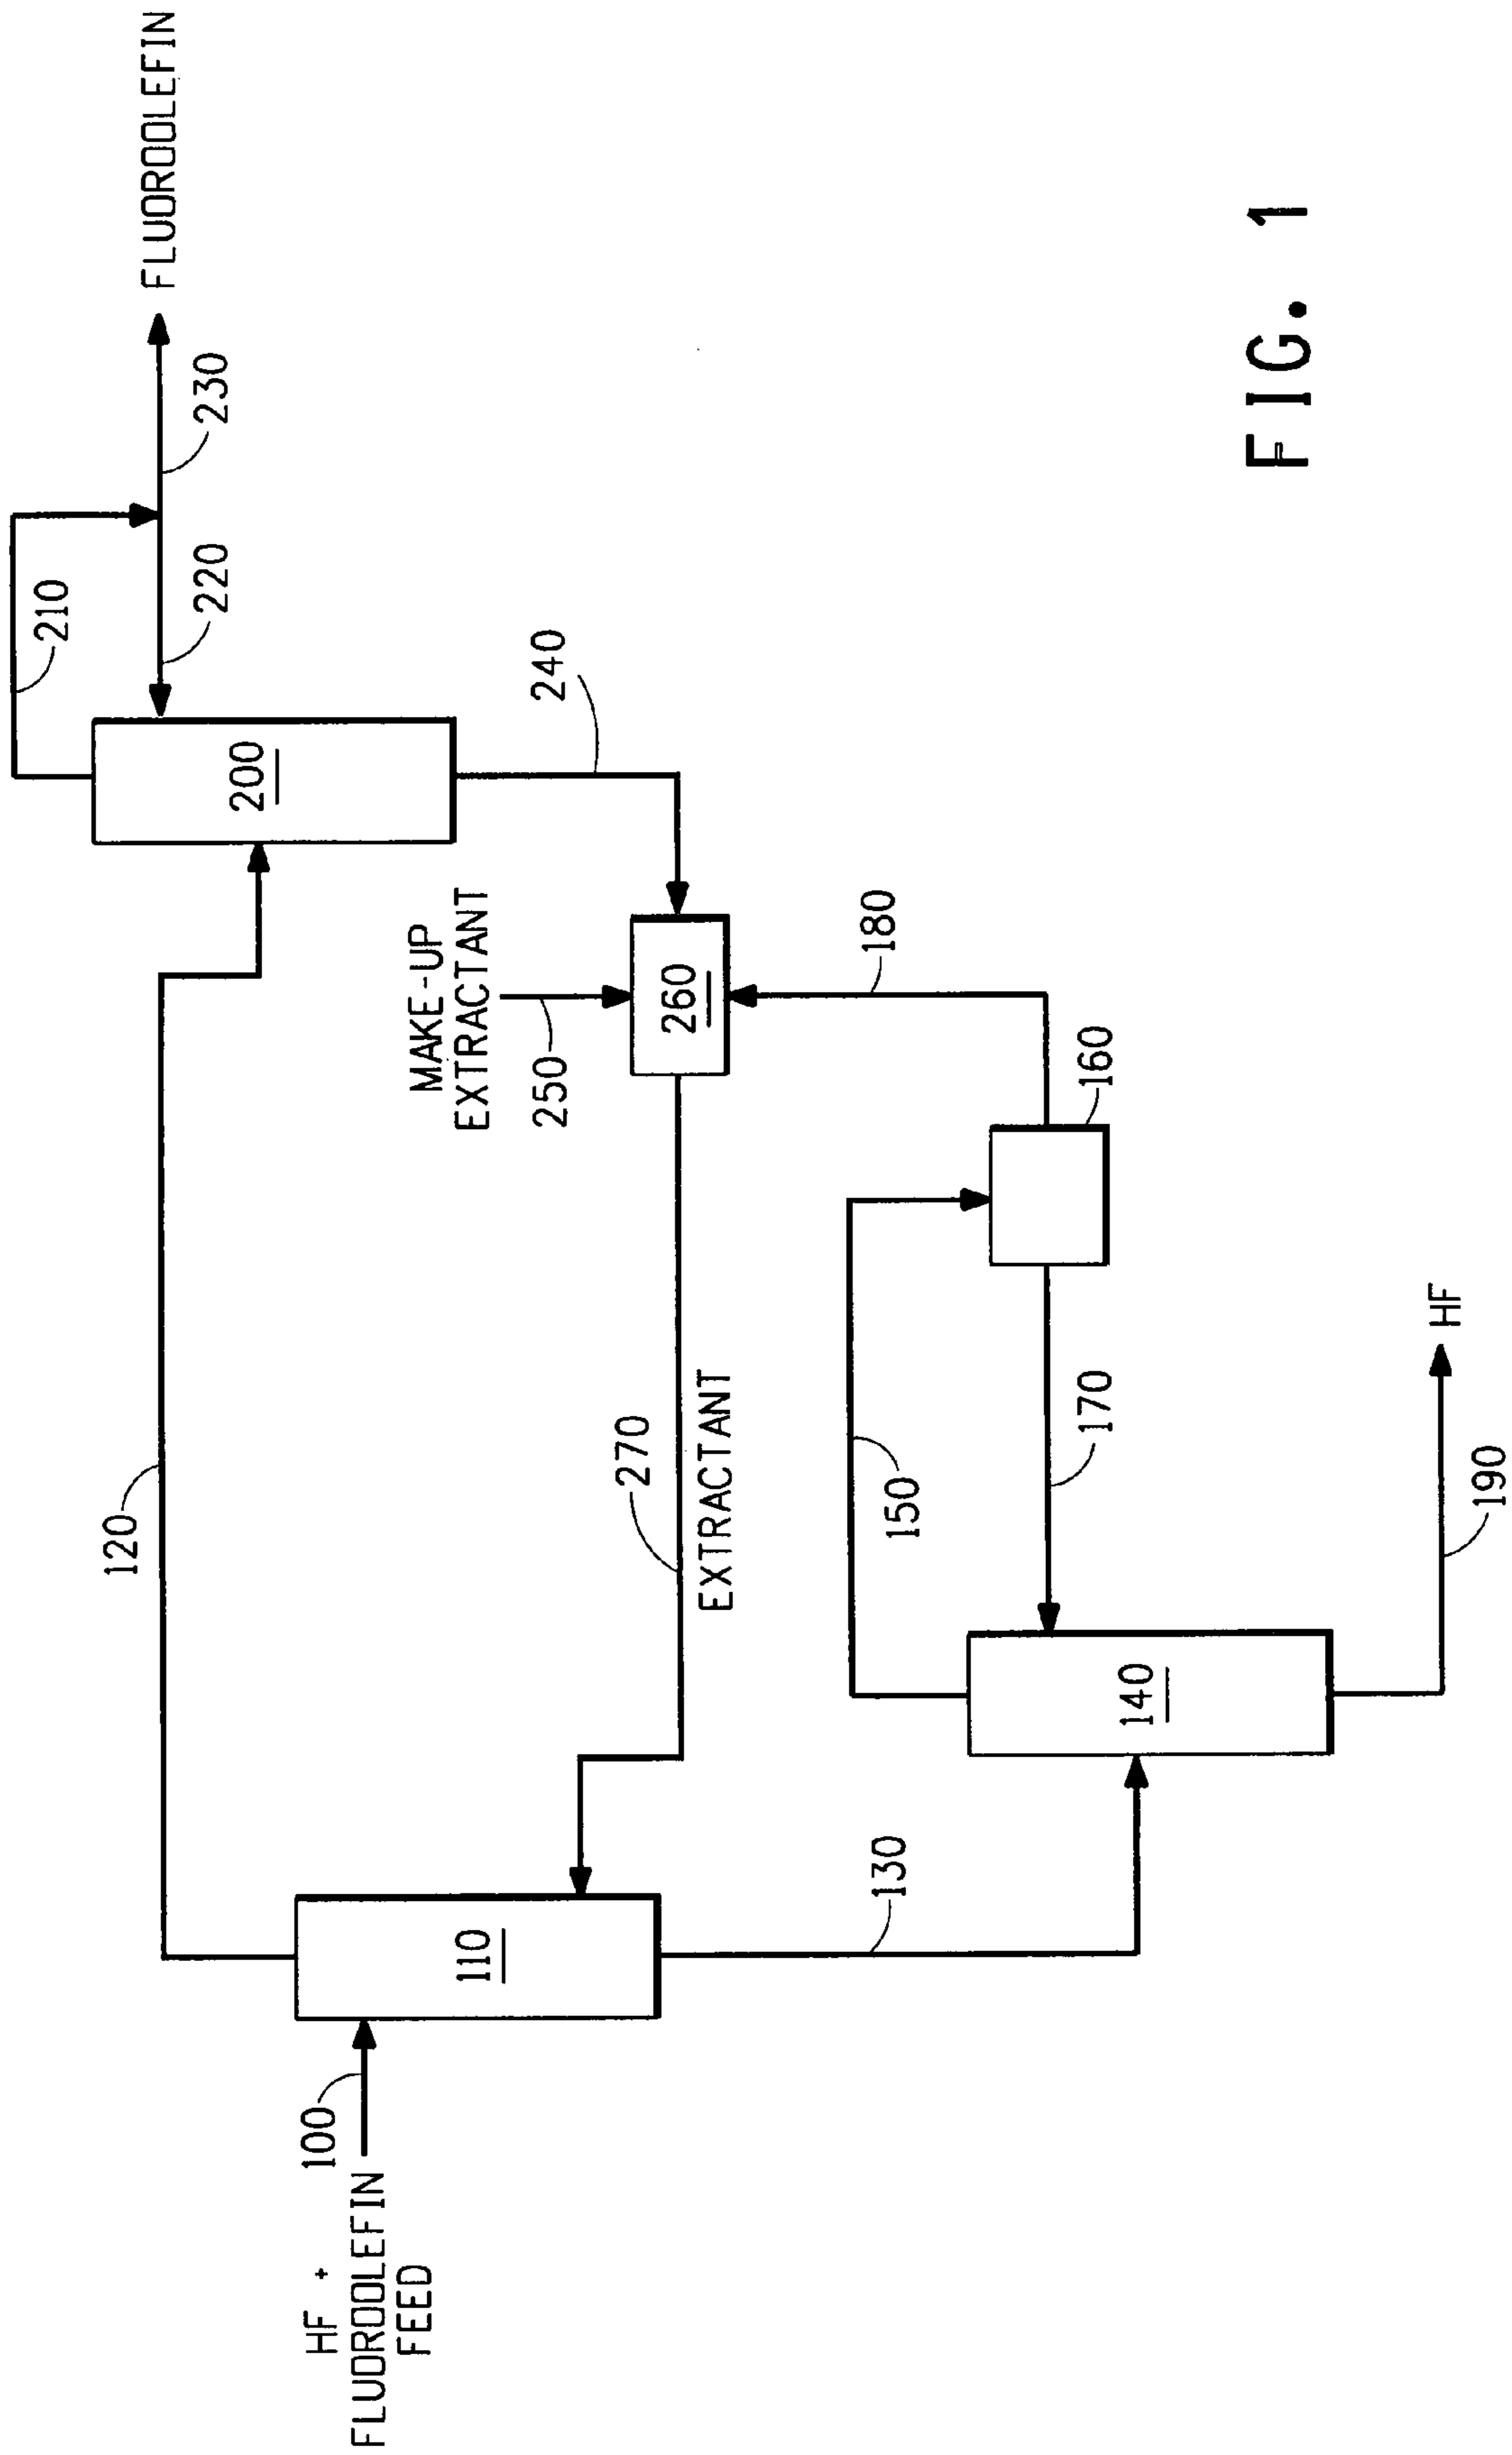 HF +
FLUOROOLEFIN
FEED
100
110
120
130
140
150
160
170
180
190
HF
200
210
220
230
FLUOROOLEFIN
240
MAKE-UP
EXTRACTANT
250
260
270
EXTRACTANT
FIG. 1